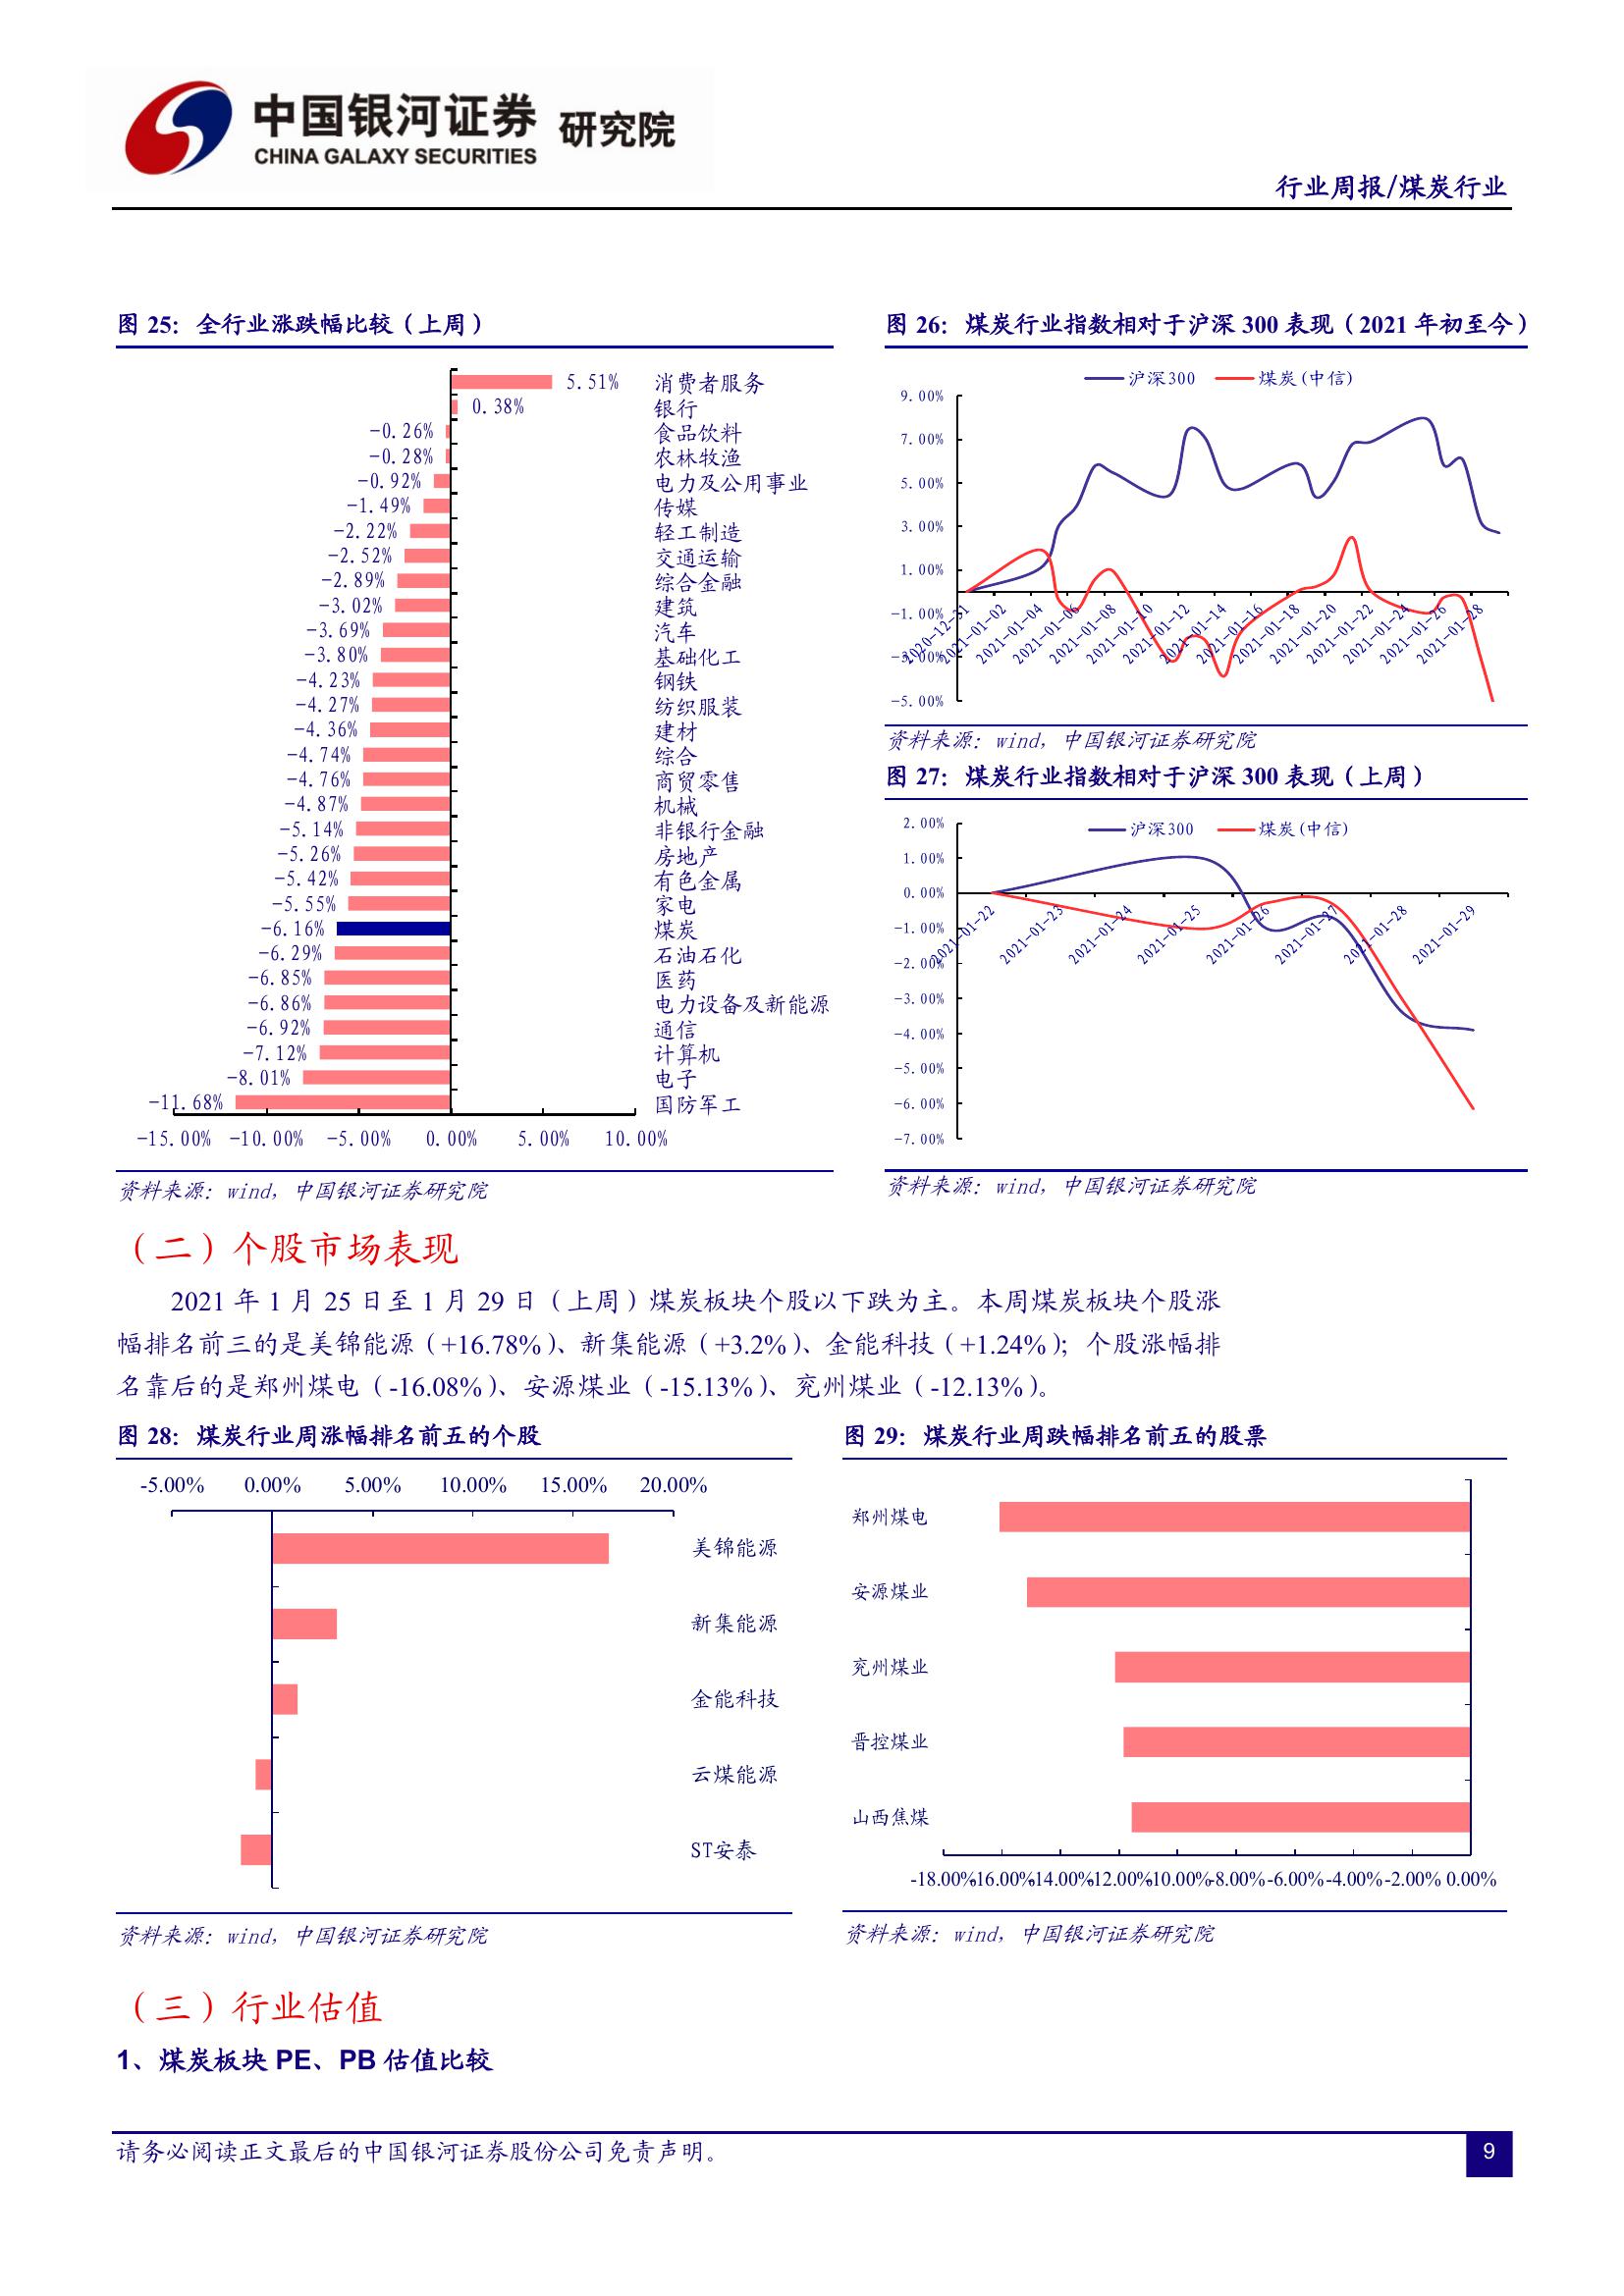 中国银河证券 研究院
CHINA GALAXY SECURITIES
行业周报/煤炭行业
图 25：全行业涨跌幅比较（上周）
5.51% 消费者服务
0.38% 银行
-0.26% 食品饮料
-0.28% 农林牧渔
-0.92% 电力及公用事业
-1.49% 传媒
-2.22% 轻工制造
-2.52% 交通运输
-2.89% 综合金融
-3.02% 建筑
-3.69% 汽车
-3.80% 基础化工
-4.23% 钢铁
-4.27% 纺织服装
-4.36% 建材
-4.74% 综合
-4.76% 商贸零售
-4.87% 机械
-5.14% 非银行金融
-5.26% 房地产
-5.42% 有色金属
-5.55% 家电
-6.16% 煤炭
-6.29% 石油石化
-6.85% 医药
-6.86% 电力设备及新能源
-6.92% 通信
-7.12% 计算机
-8.01% 电子
-11.68% 国防军工
-15.00% -10.00% -5.00% 0.00% 5.00% 10.00%
资料来源：wind，中国银河证券研究院
图 26：煤炭行业指数相对于沪深 300 表现（2021 年初至今）
沪深300 煤炭(中信)
9.00%
7.00%
5.00%
3.00%
1.00%
-1.00%
-3.00%
-5.00%
2020-12-31 2021-01-02 2021-01-04 2021-01-06 2021-01-08 2021-01-10 2021-01-12 2021-01-14 2021-01-16 2021-01-18 2021-01-20 2021-01-22 2021-01-24 2021-01-26 2021-01-28
资料来源：wind，中国银河证券研究院
图 27：煤炭行业指数相对于沪深 300 表现（上周）
沪深300 煤炭(中信)
2.00%
1.00%
0.00%
-1.00%
-2.00%
-3.00%
-4.00%
-5.00%
-6.00%
-7.00%
2021-01-22 2021-01-23 2021-01-24 2021-01-25 2021-01-26 2021-01-27 2021-01-28 2021-01-29
资料来源：wind，中国银河证券研究院
（二）个股市场表现
2021 年 1 月 25 日至 1 月 29 日（上周）煤炭板块个股以下跌为主。本周煤炭板块个股涨
幅排名前三的是美锦能源（+16.78%）、新集能源（+3.2%）、金能科技（+1.24%）；个股涨幅排
名靠后的是郑州煤电（-16.08%）、安源煤业（-15.13%）、兖州煤业（-12.13%）。
图 28：煤炭行业周涨幅排名前五的个股
-5.00% 0.00% 5.00% 10.00% 15.00% 20.00%
美锦能源
新集能源
金能科技
云煤能源
ST安泰
资料来源：wind，中国银河证券研究院
图 29：煤炭行业周跌幅排名前五的股票
郑州煤电
安源煤业
兖州煤业
晋控煤业
山西焦煤
-18.00% -16.00% -14.00% -12.00% -10.00% -8.00% -6.00% -4.00% -2.00% 0.00%
资料来源：wind，中国银河证券研究院
（三）行业估值
1、煤炭板块 PE、PB 估值比较
请务必阅读正文最后的中国银河证券股份公司免责声明。
9